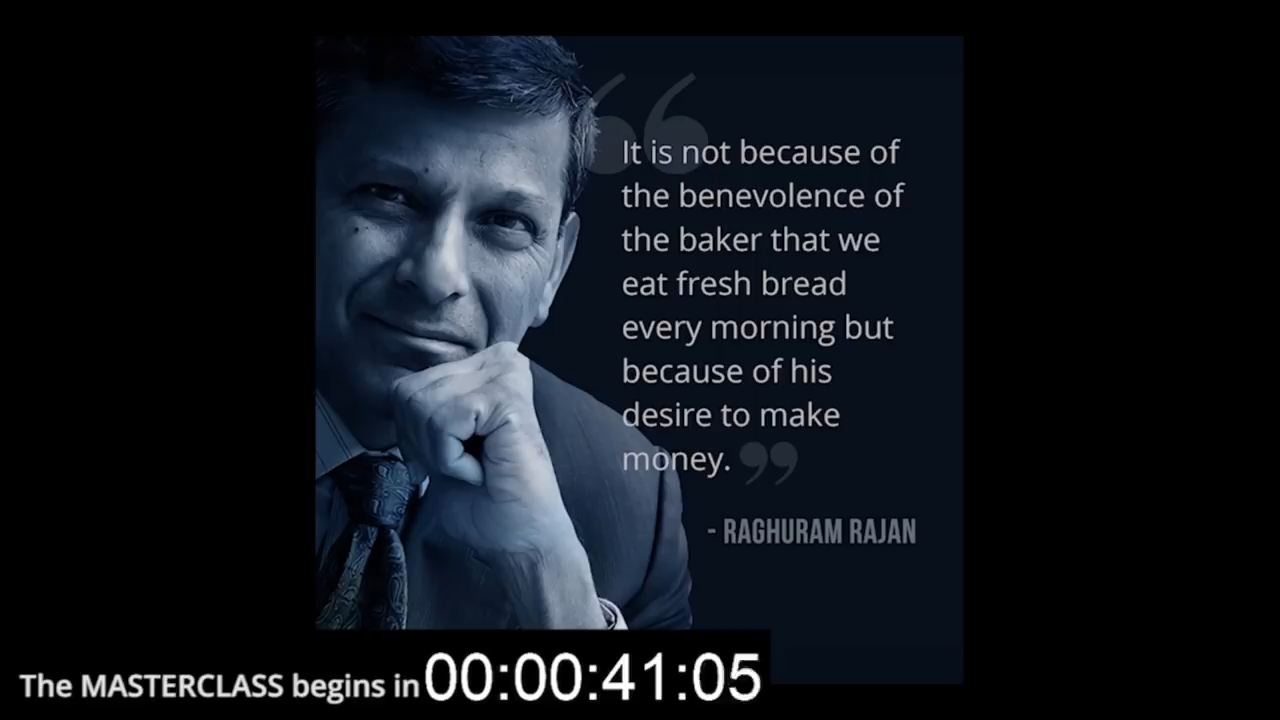 It is not because of
the benevolence of
the baker that we
eat fresh bread
every morning but
because of his
desire to make
money.
- RAGHURAM RAJAN
The MASTERCLASS begins in 00:00:41:05